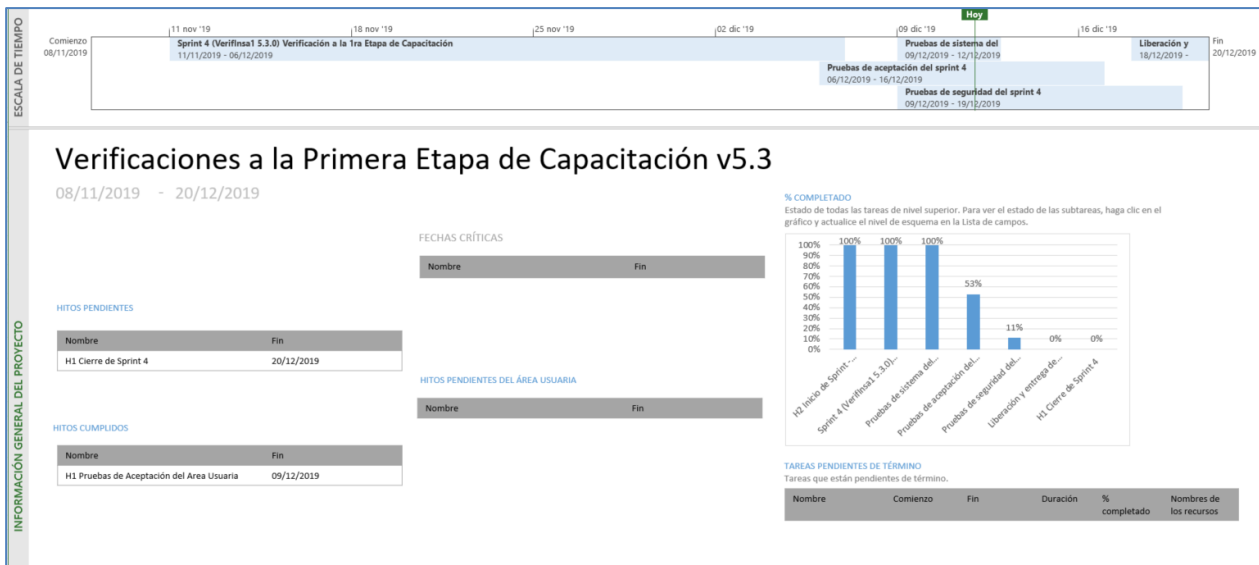 ESCALA DE TIEMPO
Hoy
11 nov '19 18 nov '19 25 nov '19 02 dic '19 09 dic '19 16 dic '19
Comienzo
08/11/2019
Sprint 4 (VerifInsa1 5.3.0) Verificación a la 1ra Etapa de Capacitación
11/11/2019 - 06/12/2019
Pruebas de sistema del
09/12/2019 - 12/12/2019
Liberación y
18/12/2019 -
Fin
20/12/2019
Pruebas de aceptación del sprint 4
06/12/2019 - 16/12/2019
Pruebas de seguridad del sprint 4
09/12/2019 - 19/12/2019
INFORMACIÓN GENERAL DEL PROYECTO
Verificaciones a la Primera Etapa de Capacitación v5.3
08/11/2019 - 20/12/2019
HITOS PENDIENTES
Nombre Fin
H1 Cierre de Sprint 4 20/12/2019
HITOS CUMPLIDOS
Nombre Fin
H1 Pruebas de Aceptación del Area Usuaria 09/12/2019
FECHAS CRÍTICAS
Nombre Fin
HITOS PENDIENTES DEL ÁREA USUARIA
Nombre Fin
% COMPLETADO
Estado de todas las tareas de nivel superior. Para ver el estado de las subtareas, haga clic en el
gráfico y actualice el nivel de esquema en la Lista de campos.
100%
90%
80%
70%
60%
50%
40%
30%
20%
10%
0%
100% 100% 100% 53% 11% 0% 0%
H2 Inicio de Sprint -...
Sprint 4 (VerifInsa1 5.3.0)...
Pruebas de sistema del...
Pruebas de aceptación del...
Pruebas de seguridad del...
Liberación y entrega de...
H1 Cierre de Sprint 4
TAREAS PENDIENTES DE TÉRMINO
Tareas que están pendientes de término.
Nombre Comienzo Fin Duración % completado Nombres de los recursos